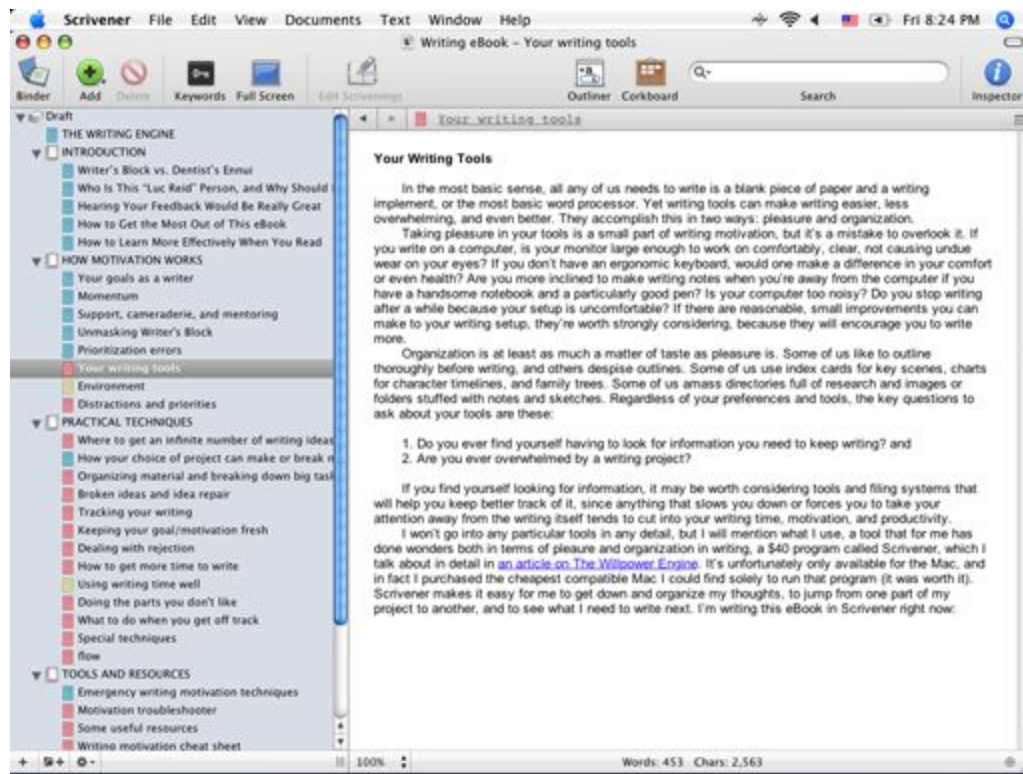 Scrivener File Edit View Documents Text Window Help Fri 8:24 PM
Writing eBook – Your writing tools
Binder Add Delete Keywords Full Screen Edit Scrivenings Outliner Corkboard Search Inspector
Draft
THE WRITING ENGINE
INTRODUCTION
Writer's Block vs. Dentist's Ennui
Who Is This "Luc Reid" Person, and Why Should
Hearing Your Feedback Would Be Really Great
How to Get the Most Out of This eBook
How to Learn More Effectively When You Read
HOW MOTIVATION WORKS
Your goals as a writer
Momentum
Support, cameraderie, and mentoring
Unmasking Writer's Block
Prioritization errors
Your writing tools
Environment
Distractions and priorities
PRACTICAL TECHNIQUES
Where to get an infinite number of writing ideas
How your choice of project can make or break
Organizing material and breaking down big
Broken ideas and idea repair
Tracking your writing
Keeping your goal/motivation fresh
Dealing with rejection
How to get more time to write
Using writing time well
Doing the parts you don't like
What to do when you get off track
Special techniques
flow
TOOLS AND RESOURCES
Emergency writing motivation techniques
Motivation troubleshooter
Some useful resources
Writing motivation cheat sheet
Your writing tools
Your Writing Tools
In the most basic sense, all any of us needs to write is a blank piece of paper and a writing
implement, or the most basic word processor. Yet writing tools can make writing easier, less
overwhelming, and even better. They accomplish this in two ways: pleasure and organization.
Taking pleasure in your tools is a small part of writing motivation, but it's a mistake to overlook it. If
you write on a computer, is your monitor large enough to work on comfortably, clear, not causing undue
wear on your eyes? If you don't have an ergonomic keyboard, would one make a difference in your comfort
or even health? Are you more inclined to make writing notes when you're away from the computer if you
have a handsome notebook and a particularly good pen? Is your computer too noisy? Do you stop writing
after a while because your setup is uncomfortable? If there are reasonable, small improvements you can
make to your writing setup, they're worth strongly considering, because they will encourage you to write
more.
Organization is at least as much a matter of taste as pleasure is. Some of us like to outline
thoroughly before writing, and others despise outlines. Some of us use index cards for key scenes, charts
for character timelines, and family trees. Some of us amass directories full of research and images or
folders stuffed with notes and sketches. Regardless of your preferences and tools, the key questions to
ask about your tools are these:
1. Do you ever find yourself having to look for information you need to keep writing? and
2. Are you ever overwhelmed by a writing project?
If you find yourself looking for information, it may be worth considering tools and filing systems that
will help you keep better track of it, since anything that slows you down or forces you to take your
attention away from the writing itself tends to cut into your writing time, motivation, and productivity.
I won't go into any particular tools in any detail, but I will mention what I use, a tool that for me has
done wonders both in terms of pleaure and organization in writing, a $40 program called Scrivener, which I
talk about in detail in an article on The Willpower Engine. It's unfortunately only available for the Mac, and
in fact I purchased the cheapest compatible Mac I could find solely to run that program (it was worth it).
Scrivener makes it easy for me to get down and organize my thoughts, to jump from one part of my
project to another, and to see what I need to write next. I'm writing this eBook in Scrivener right now:
100% Words: 453 Chars: 2,563